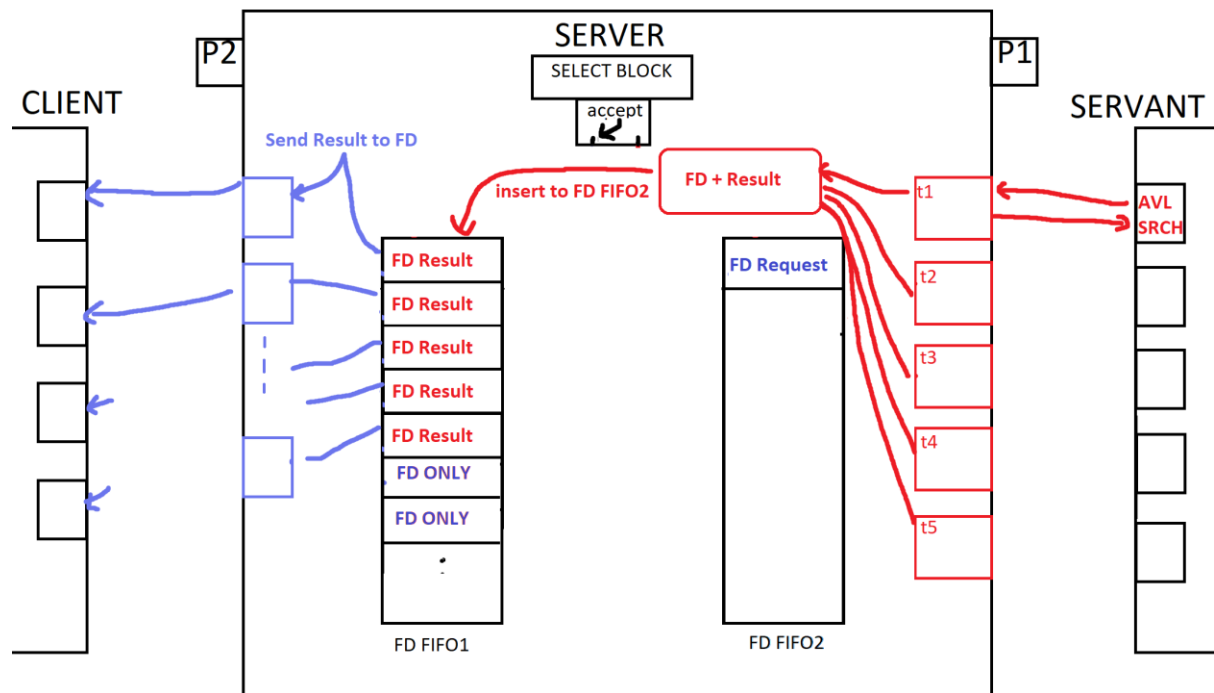 SERVER
P2
P1
SELECT BLOCK
CLIENT
SERVANT
accept
Send Result to FD
insert to FD FIFO2
FD + Result
t1
AVL
SRCH
FD Result
FD Request
t2
FD Result
FD Result
t3
FD Result
FD Result
t4
FD ONLY
FD ONLY
t5
FD FIFO1
FD FIFO2